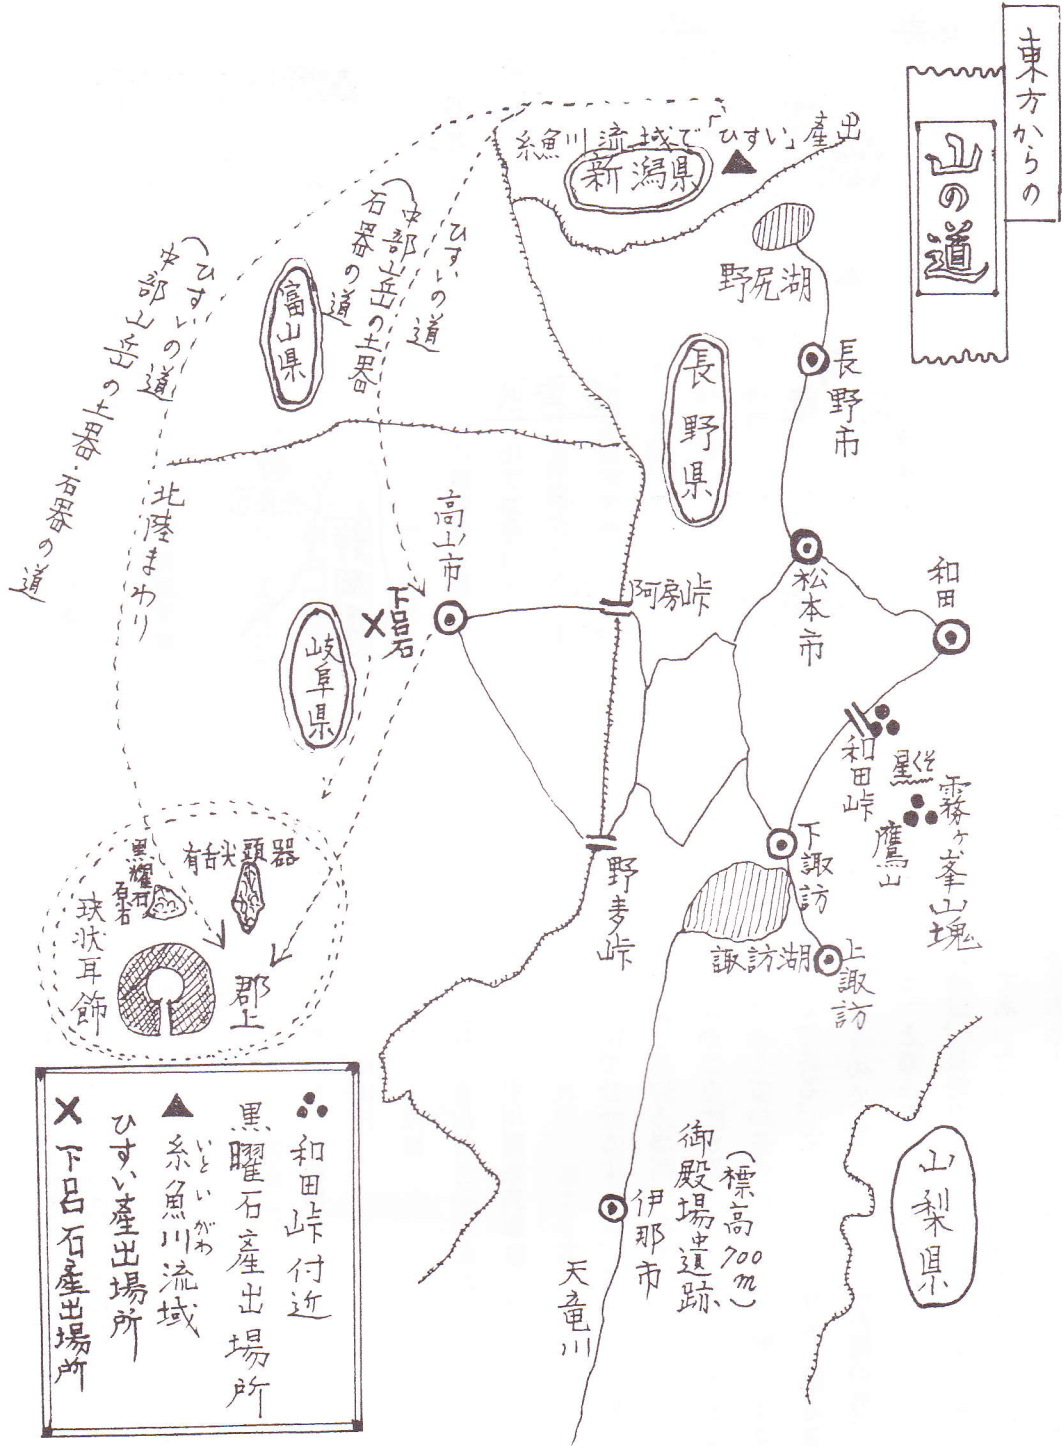 東方からの
山の道
糸魚川流域で「ひすい」産出
新潟県
野尻湖
長野市
長野県
松本市
和田
和田峠
星くそ
鷹山
霧ヶ峯山塊
下諏訪
諏訪湖
上諏訪
山梨県
(標高700m)
御殿場遺跡
伊那市
天竜川
阿房峠
野麦峠
ひすいの道
(中部山岳の土器
石器の道
富山県
(ひすいの道
中部山岳の土器・石器の道
北陸まわり
高山市
下呂石
岐阜県
有舌尖頭器
黒耀石
原石
玦状耳飾
郡上
和田峠付近
黒曜石産出場所
いといがわ
糸魚川流域
ひすい産出場所
下呂石産出場所